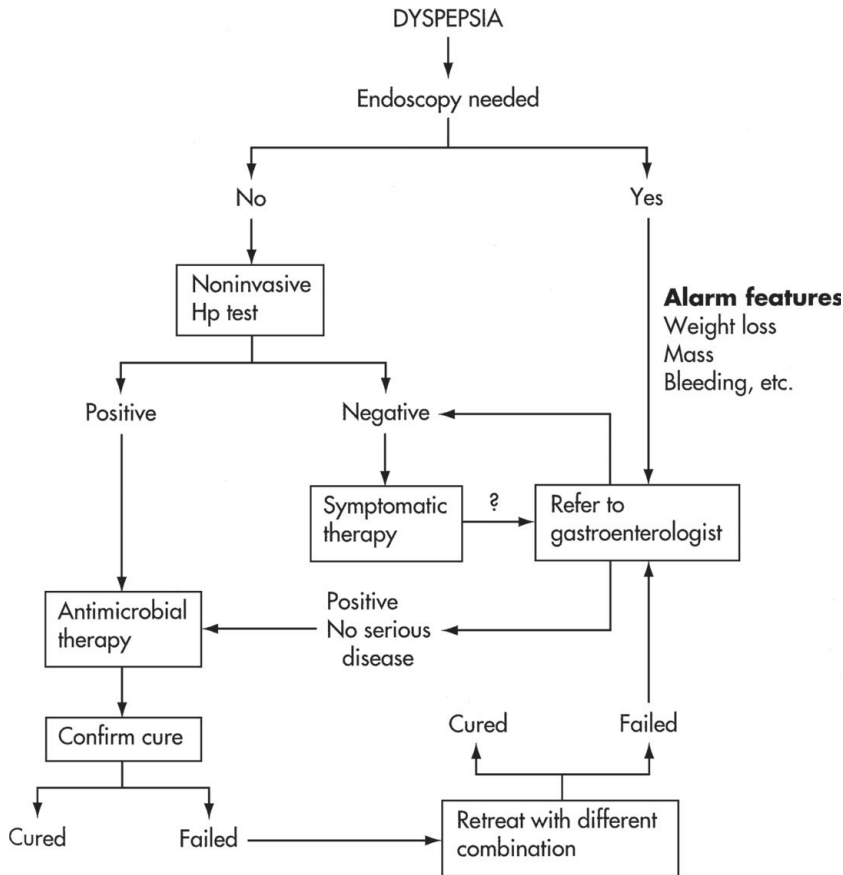 DYSPEPSIA
Endoscopy needed
No
Yes
Noninvasive
Hp test
Alarm features
Weight loss
Mass
Bleeding, etc.
Positive
Negative
Symptomatic
therapy
?
Refer to
gastroenterologist
Antimicrobial
therapy
Positive
No serious
disease
Confirm cure
Cured
Failed
Cured
Failed
Retreat with different
combination